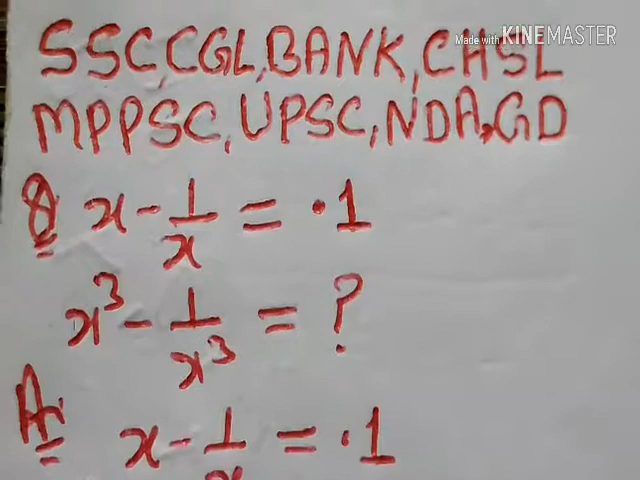 Made with KINEMASTER
SSC,CGL,BANK,CHSL
MPPSC,UPSC,NDA,GD
Q x - 1/x = .1
x³ - 1/x³ = ?
A: x - 1/x = .1